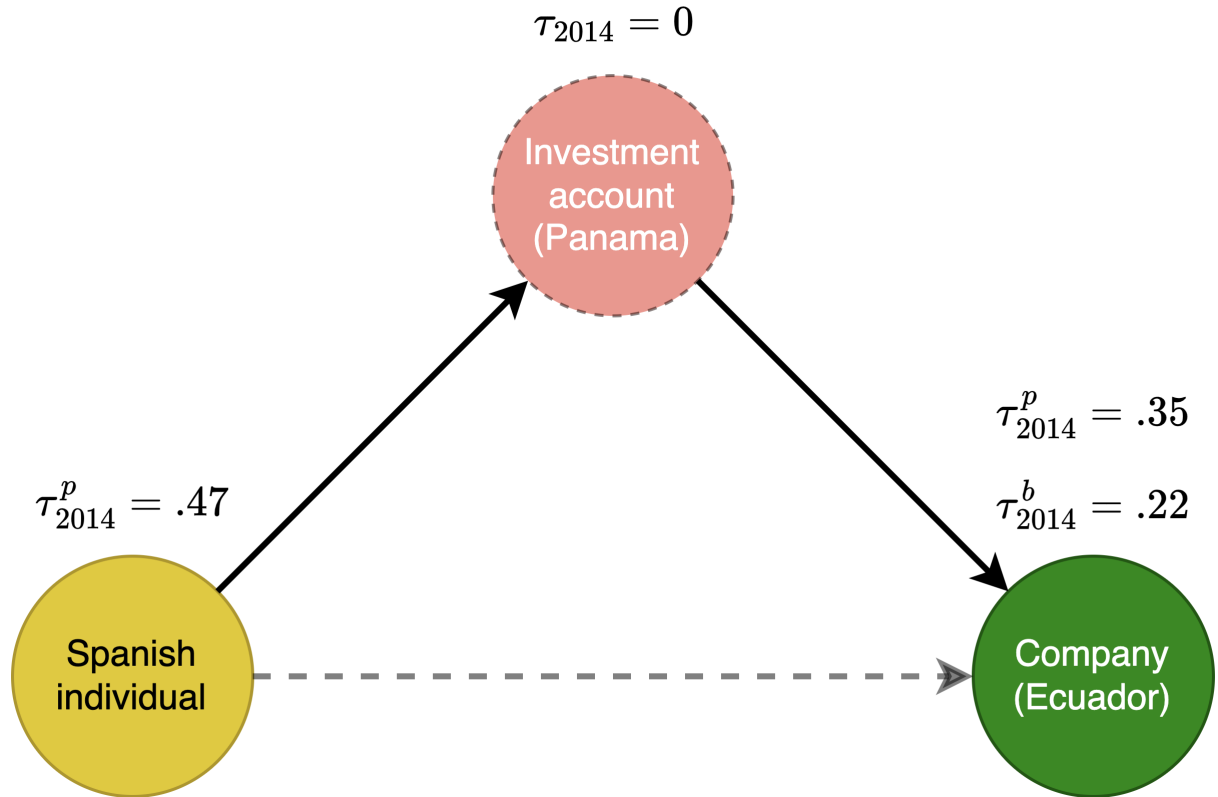 τ₂₀₁₄ = 0
Investment
account
(Panama)
τᵖ₂₀₁₄ = .35
τᵖ₂₀₁₄ = .47
τᵇ₂₀₁₄ = .22
Spanish
individual
Company
(Ecuador)